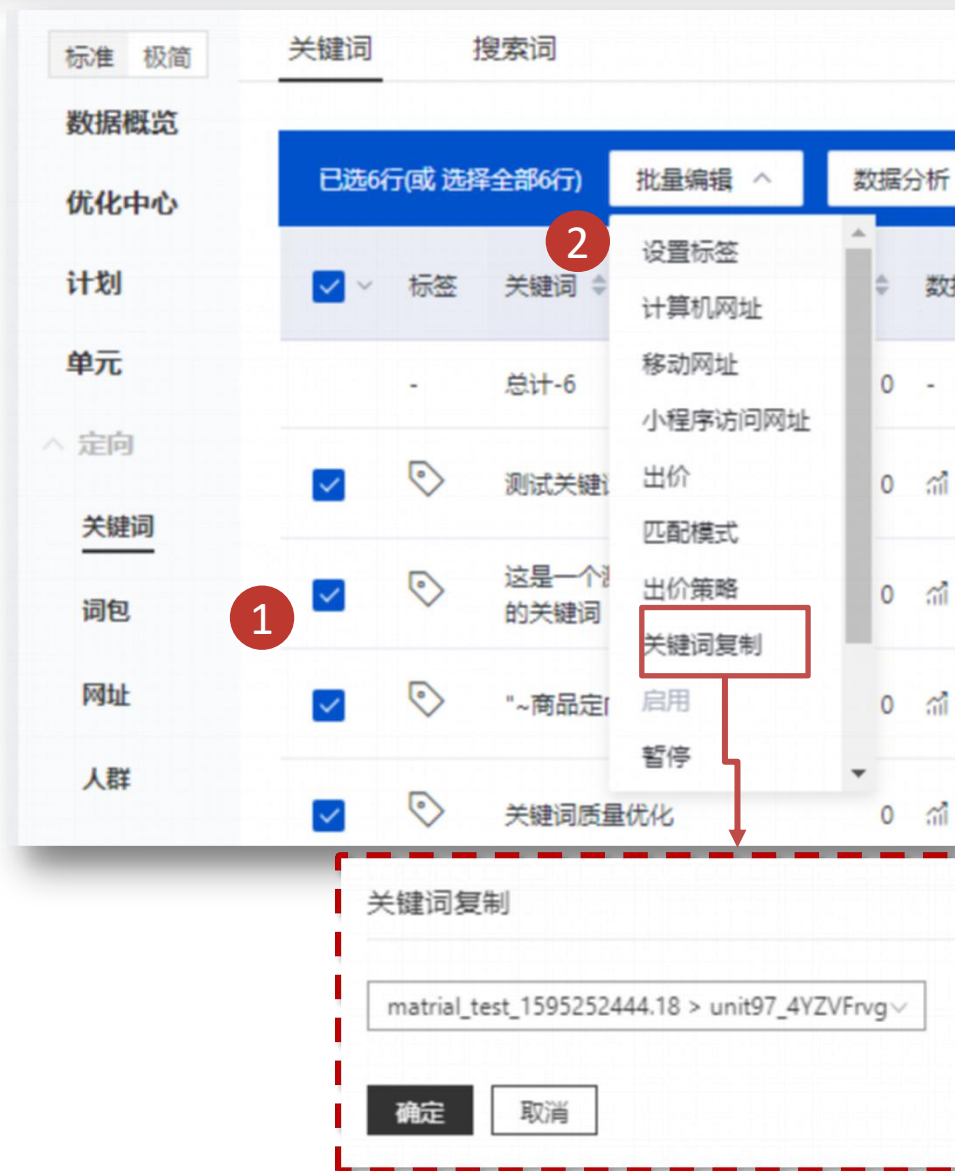 标准 极简
关键词 搜索词
数据概览
优化中心
计划
单元
定向
关键词
词包
网址
人群
已选6行(或 选择全部6行) 批量编辑 数据分析
2
标签 关键词
- 总计-6 0 -
测试关键 0
这是一个
的关键词 0
1
"~商品定 0
关键词质量优化 0
设置标签
计算机网址
移动网址
小程序访问网址
出价
匹配模式
出价策略
关键词复制
启用
暂停
关键词复制
matrial_test_1595252444.18 > unit97_4YZVFrvg
确定 取消